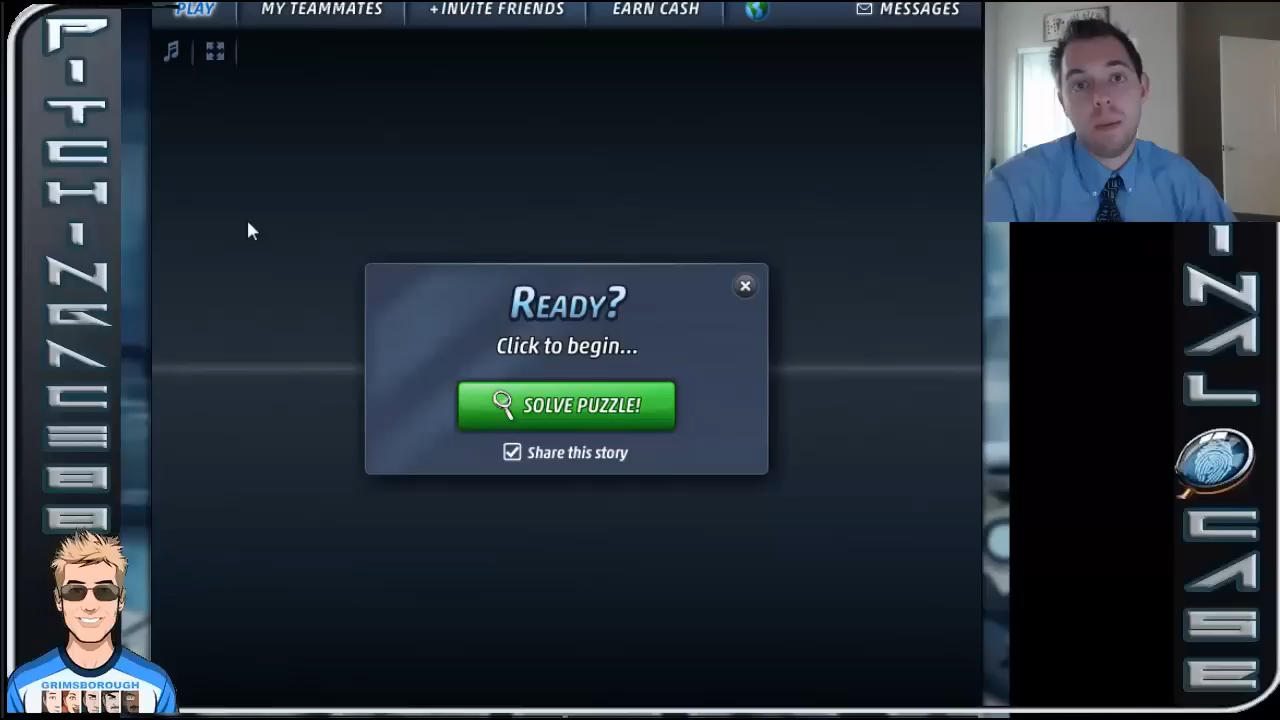 PLAY
MY TEAMMATES
+INVITE FRIENDS
EARN CASH
MESSAGES
Ready?
Click to begin...
SOLVE PUZZLE!
Share this story
GRIMSBOROUGH